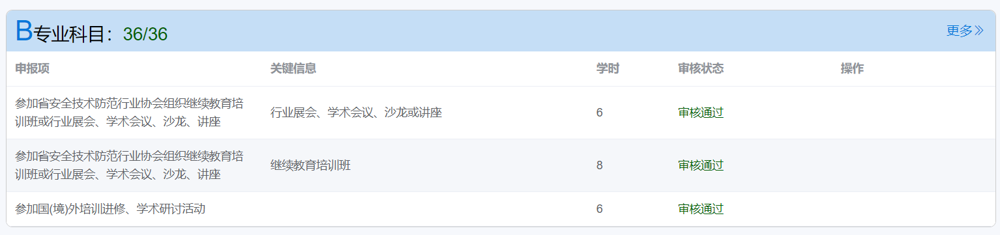 B专业科目：36/36
更多
申报项 关键信息 学时 审核状态 操作
参加省安全技术防范行业协会组织继续教育培
训班或行业展会、学术会议、沙龙、讲座
行业展会、学术会议、沙龙或讲座 6 审核通过
参加省安全技术防范行业协会组织继续教育培
训班或行业展会、学术会议、沙龙、讲座
继续教育培训班 8 审核通过
参加国(境)外培训进修、学术研讨活动 6 审核通过